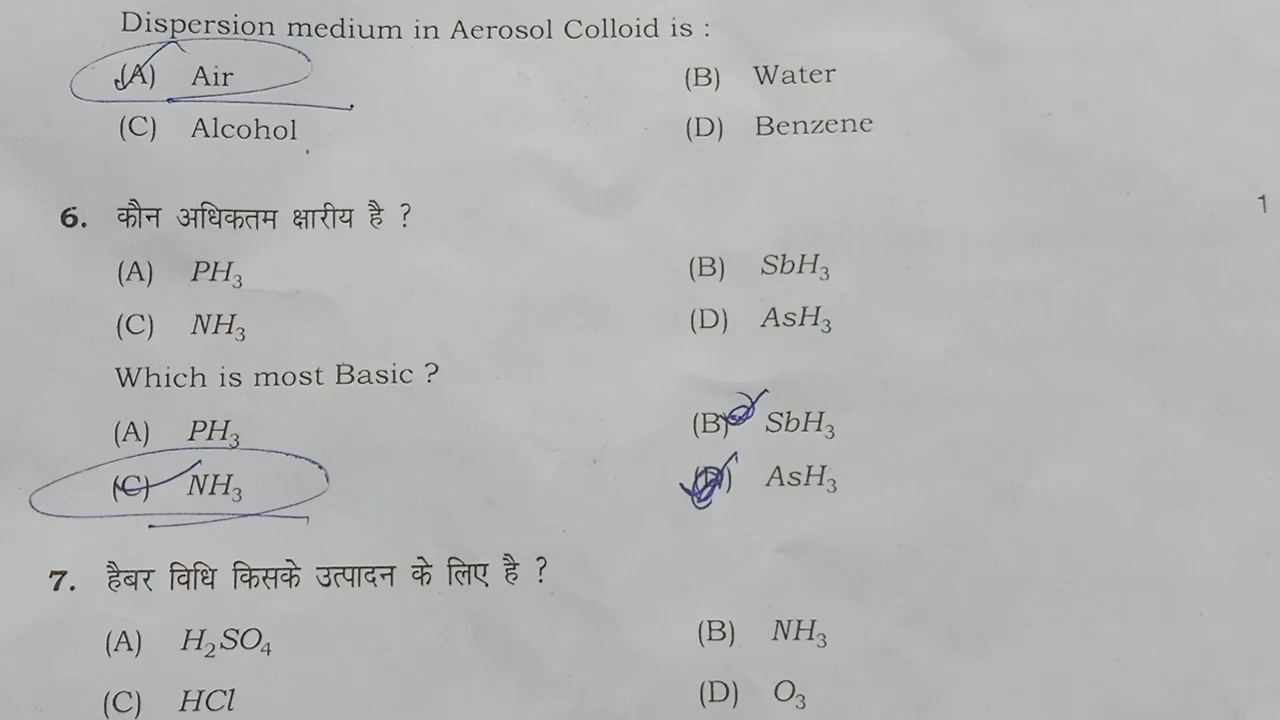 Dispersion medium in Aerosol Colloid is :
(A) Air (B) Water
(C) Alcohol (D) Benzene
6. कौन अधिकतम क्षारीय है ? 1
(A) PH₃ (B) SbH₃
(C) NH₃ (D) AsH₃
Which is most Basic ?
(A) PH₃ (B) SbH₃
(C) NH₃ (D) AsH₃
7. हैबर विधि किसके उत्पादन के लिए है ?
(A) H₂SO₄ (B) NH₃
(C) HCl (D) O₃